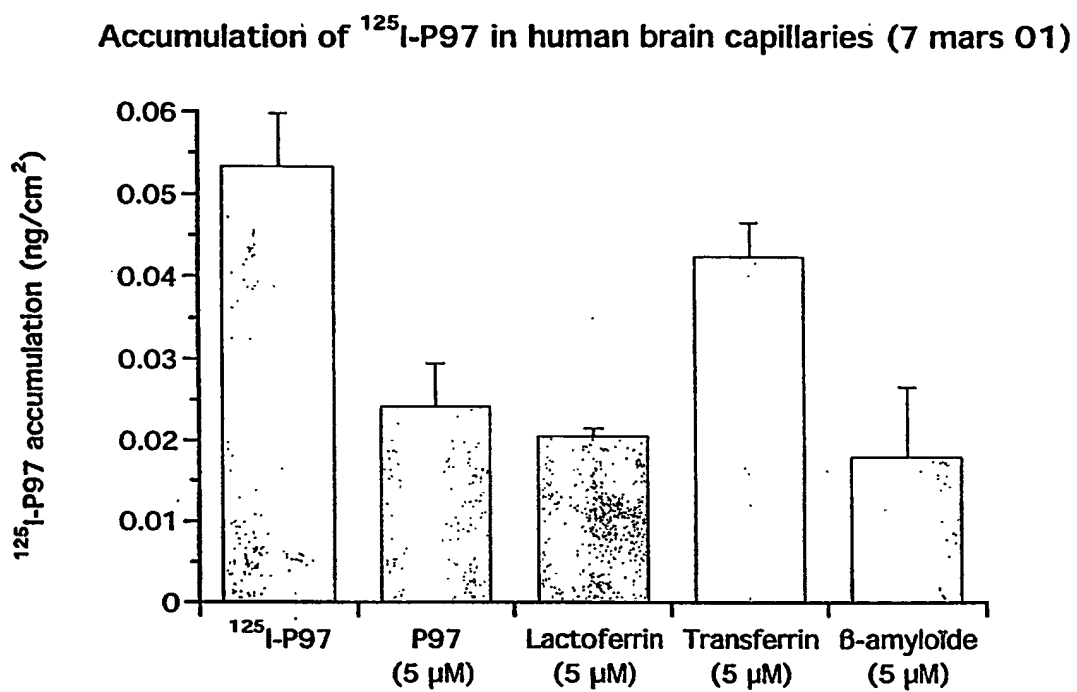 Accumulation of ¹²⁵I-P97 in human brain capillaries (7 mars 01)
¹²⁵I-P97 accumulation (ng/cm²)
0.06
0.05
0.04
0.03
0.02
0.01
0
¹²⁵I-P97 P97 Lactoferrin Transferrin ß-amyloïde
(5 µM) (5 µM) (5 µM) (5 µM)